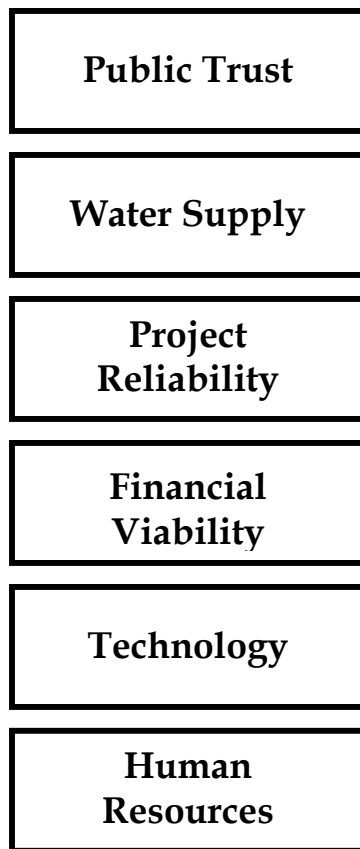 Public Trust
Water Supply
Project
Reliability
Financial
Viability
Technology
Human
Resources